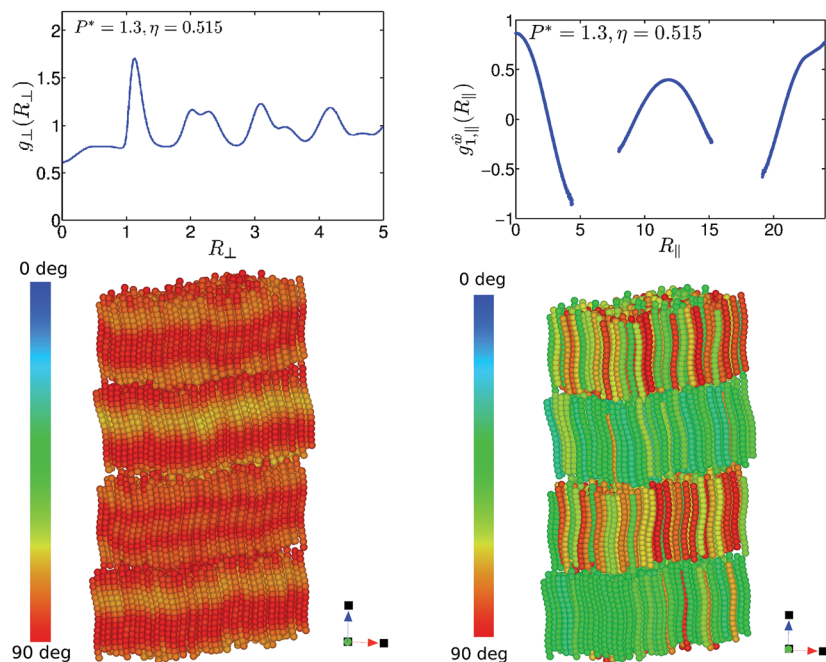 P* = 1.3, η = 0.515
2
1.5
1
0.5
0
g⊥(R⊥)
0 1 2 3 4 5
R⊥
P* = 1.3, η = 0.515
1
0.5
0
−0.5
−1
g^ŵ_{1,∥}(R∥)
0 5 10 15 20
R∥
0 deg
90 deg
0 deg
90 deg